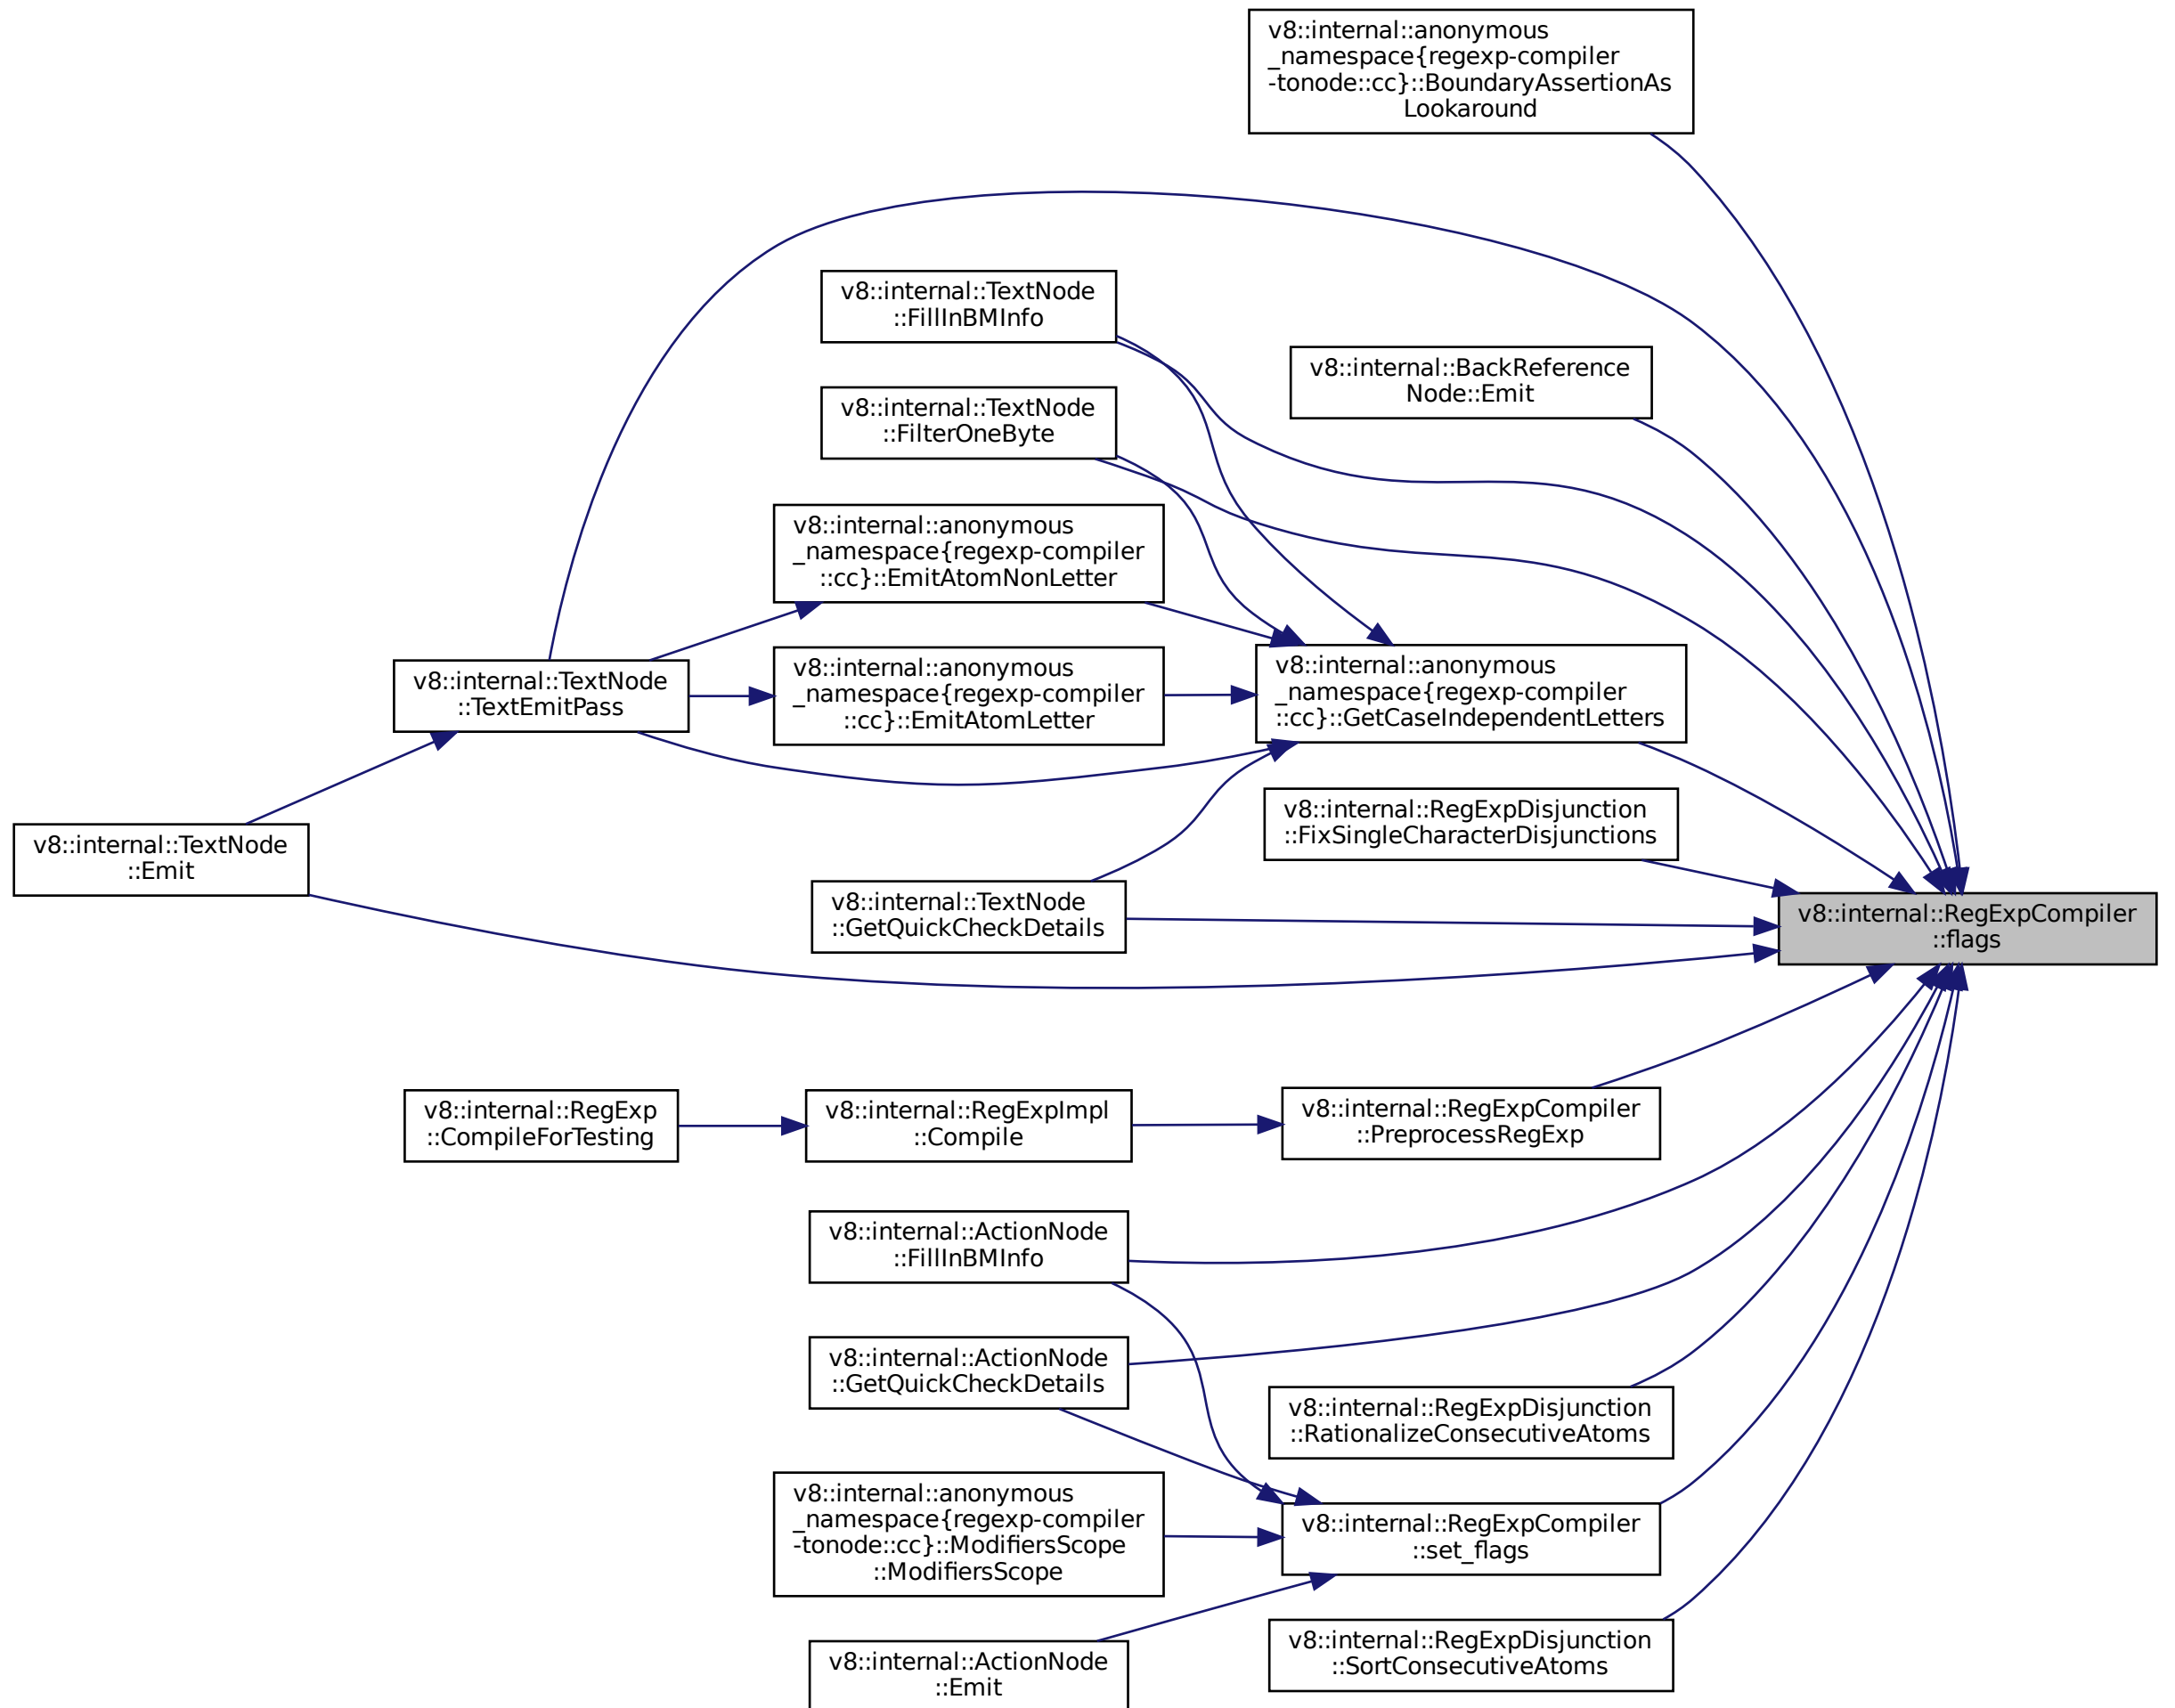 v8::internal::anonymous
_namespace{regexp-compiler
-tonode::cc}::BoundaryAssertionAs
Lookaround
v8::internal::TextNode
::FillInBMInfo
v8::internal::BackReference
Node::Emit
v8::internal::TextNode
::FilterOneByte
v8::internal::anonymous
_namespace{regexp-compiler
::cc}::EmitAtomNonLetter
v8::internal::TextNode
::TextEmitPass
v8::internal::anonymous
_namespace{regexp-compiler
::cc}::EmitAtomLetter
v8::internal::anonymous
_namespace{regexp-compiler
::cc}::GetCaseIndependentLetters
v8::internal::RegExpDisjunction
::FixSingleCharacterDisjunctions
v8::internal::TextNode
::Emit
v8::internal::TextNode
::GetQuickCheckDetails
v8::internal::RegExpCompiler
::flags
v8::internal::RegExp
::CompileForTesting
v8::internal::RegExpImpl
::Compile
v8::internal::RegExpCompiler
::PreprocessRegExp
v8::internal::ActionNode
::FillInBMInfo
v8::internal::ActionNode
::GetQuickCheckDetails
v8::internal::RegExpDisjunction
::RationalizeConsecutiveAtoms
v8::internal::anonymous
_namespace{regexp-compiler
-tonode::cc}::ModifiersScope
::ModifiersScope
v8::internal::RegExpCompiler
::set_flags
v8::internal::RegExpDisjunction
::SortConsecutiveAtoms
v8::internal::ActionNode
::Emit